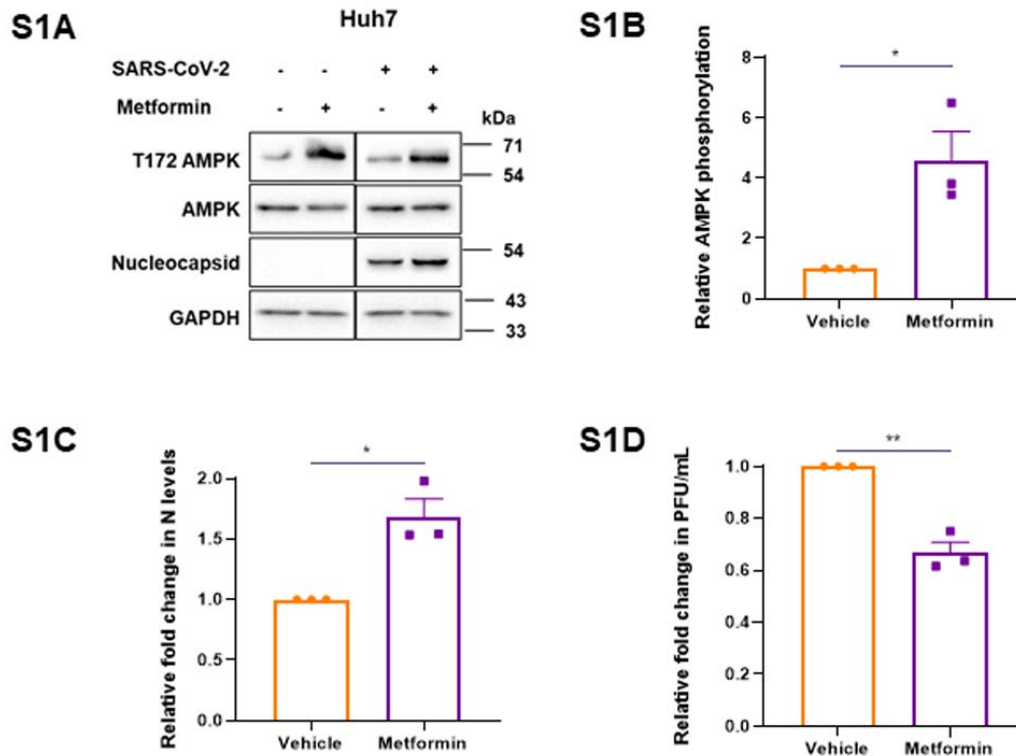 S1A
Huh7
SARS-CoV-2 - - + +
Metformin - + - +
kDa
T172 AMPK
71
54
AMPK
Nucleocapsid
54
GAPDH
43
33
S1B
Relative AMPK phosphorylation
8
6
4
2
0
*
Vehicle Metformin
S1C
Relative fold change in N levels
2.0
1.5
1.0
0.5
0.0
*
Vehicle Metformin
S1D
Relative fold change in PFU/mL
1.0
0.8
0.6
0.4
0.2
0.0
**
Vehicle Metformin